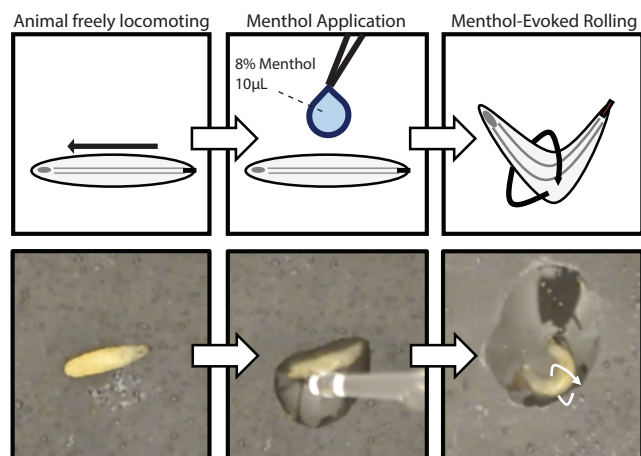 Animal freely locomoting
Menthol Application
Menthol-Evoked Rolling
8% Menthol
10µL